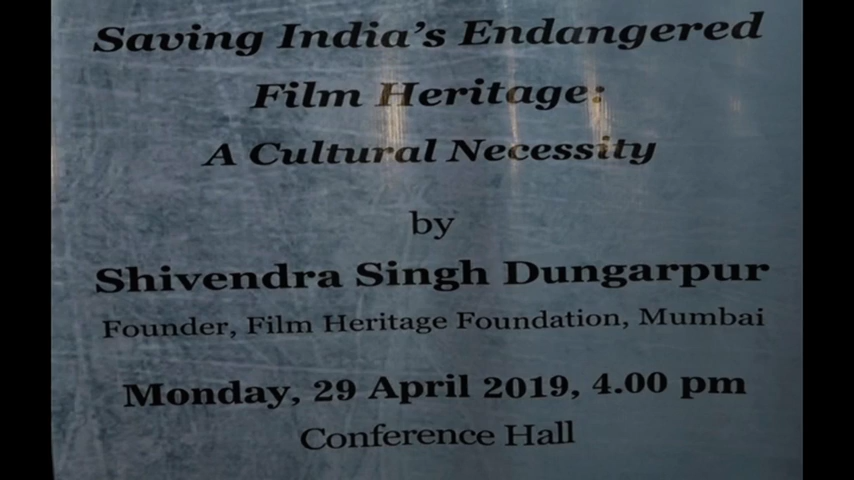 Saving India's Endangered
Film Heritage:
A Cultural Necessity
by
Shivendra Singh Dungarpur
Founder, Film Heritage Foundation, Mumbai
Monday, 29 April 2019, 4.00 pm
Conference Hall